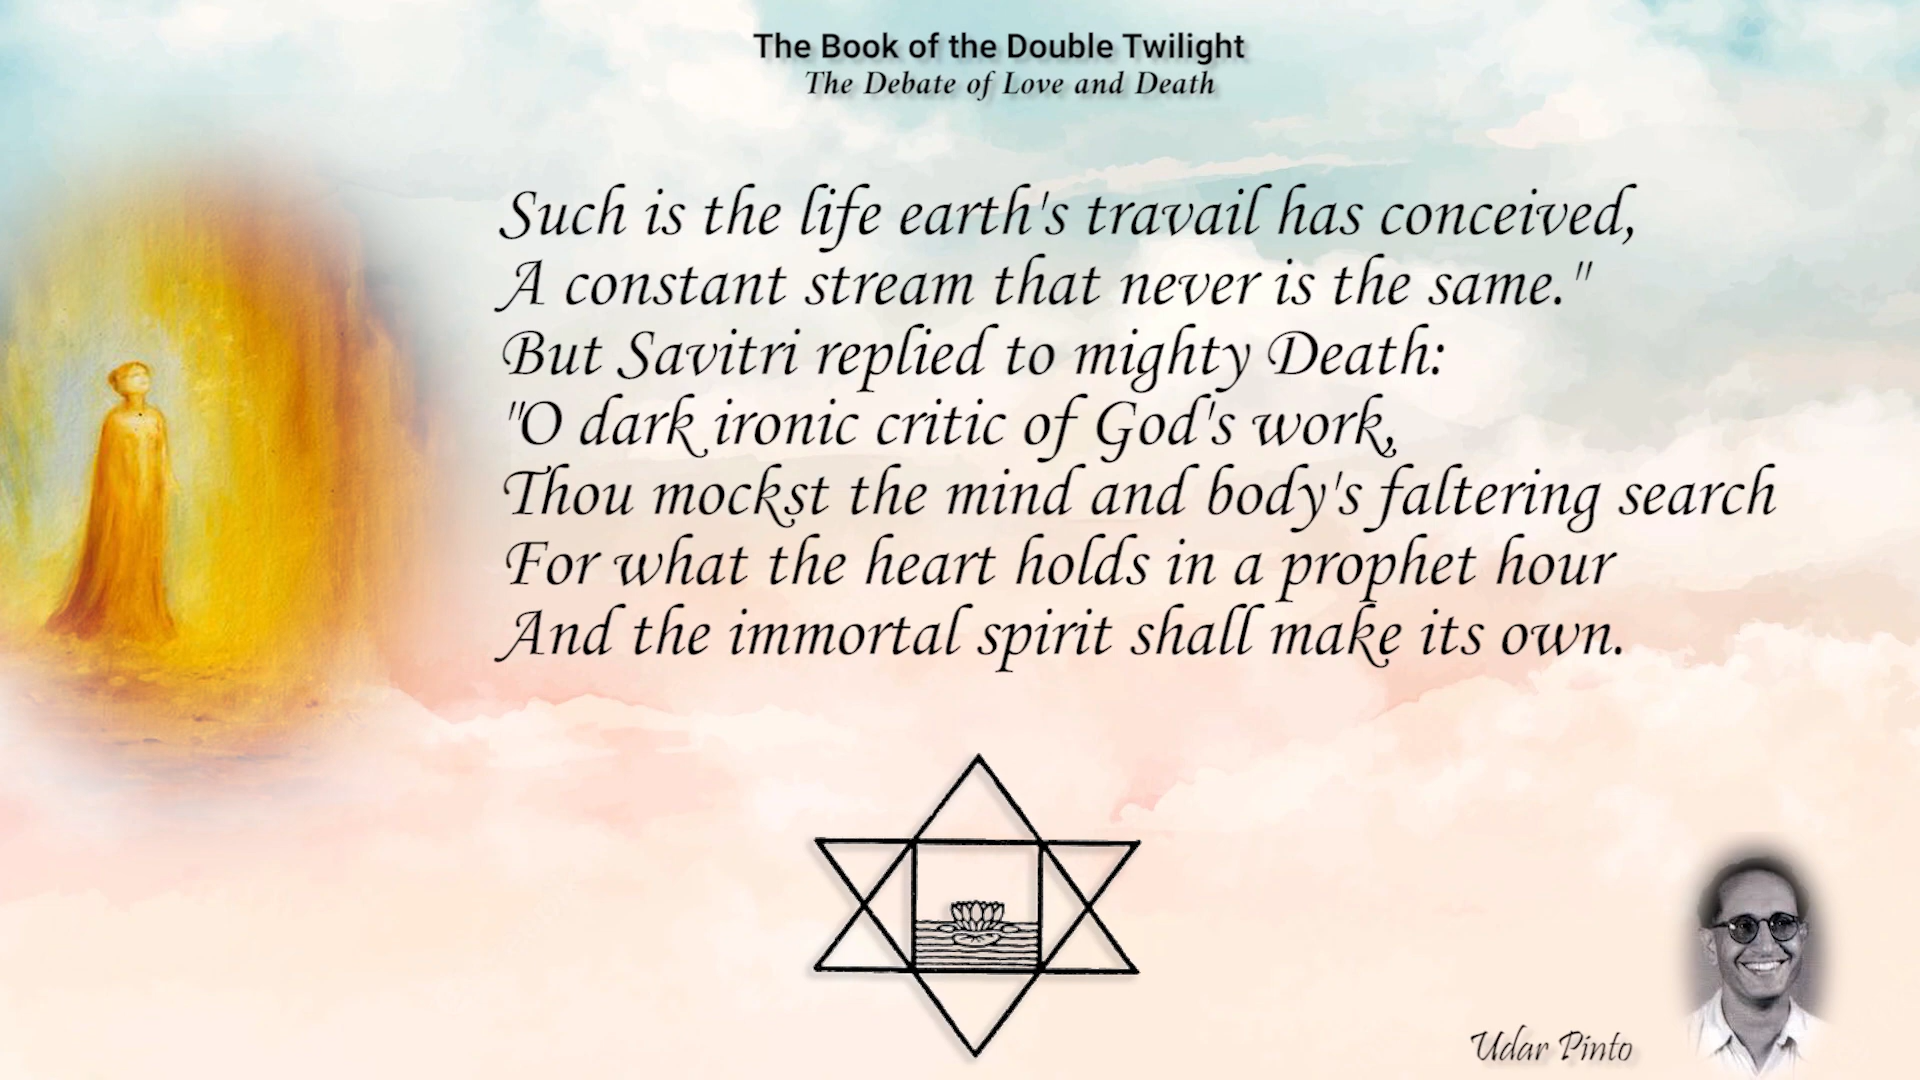 The Book of the Double Twilight
The Debate of Love and Death
Such is the life earth's travail has conceived,
A constant stream that never is the same."
But Savitri replied to mighty Death:
"O dark ironic critic of God's work,
Thou mockst the mind and body's faltering search
For what the heart holds in a prophet hour
And the immortal spirit shall make its own.
Udar Pinto